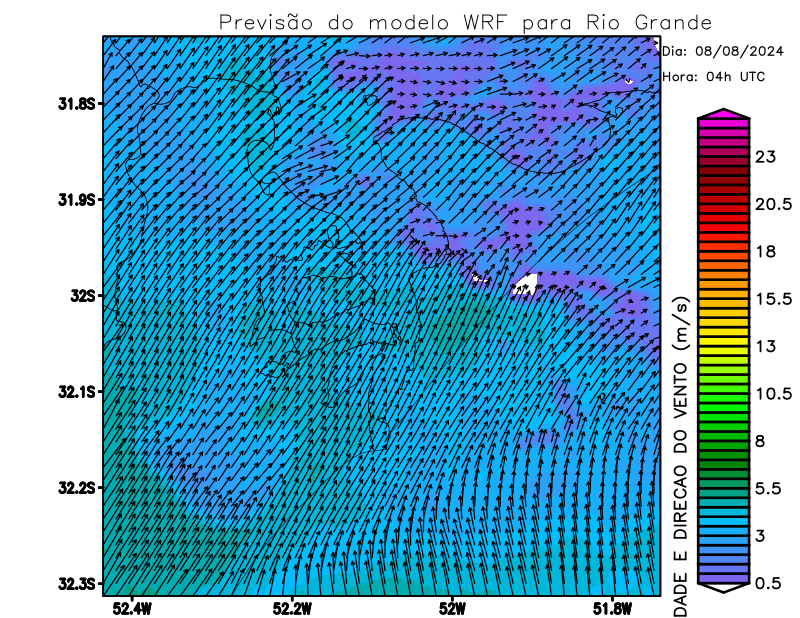 Previsão do modelo WRF para Rio Grande
Dia: 08/08/2024
Hora: 04h UTC
31.8S
31.9S
32S
32.1S
32.2S
32.3S
52.4W
52.2W
52W
51.8W
23
20.5
18
15.5
13
10.5
8
5.5
3
0.5
DADE E DIRECAO DO VENTO (m/s)